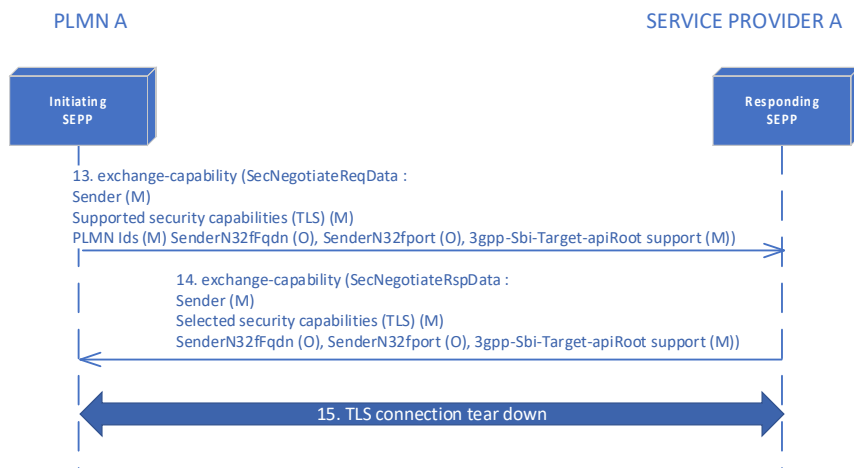 PLMN A
SERVICE PROVIDER A
Initiating
SEPP
Responding
SEPP
13. exchange-capability (SecNegotiateReqData :
Sender (M)
Supported security capabilities (TLS) (M)
PLMN Ids (M) SenderN32fFqdn (O), SenderN32fport (O), 3gpp-Sbi-Target-apiRoot support (M))
14. exchange-capability (SecNegotiateRspData :
Sender (M)
Selected security capabilities (TLS) (M)
SenderN32fFqdn (O), SenderN32fport (O), 3gpp-Sbi-Target-apiRoot support (M))
15. TLS connection tear down